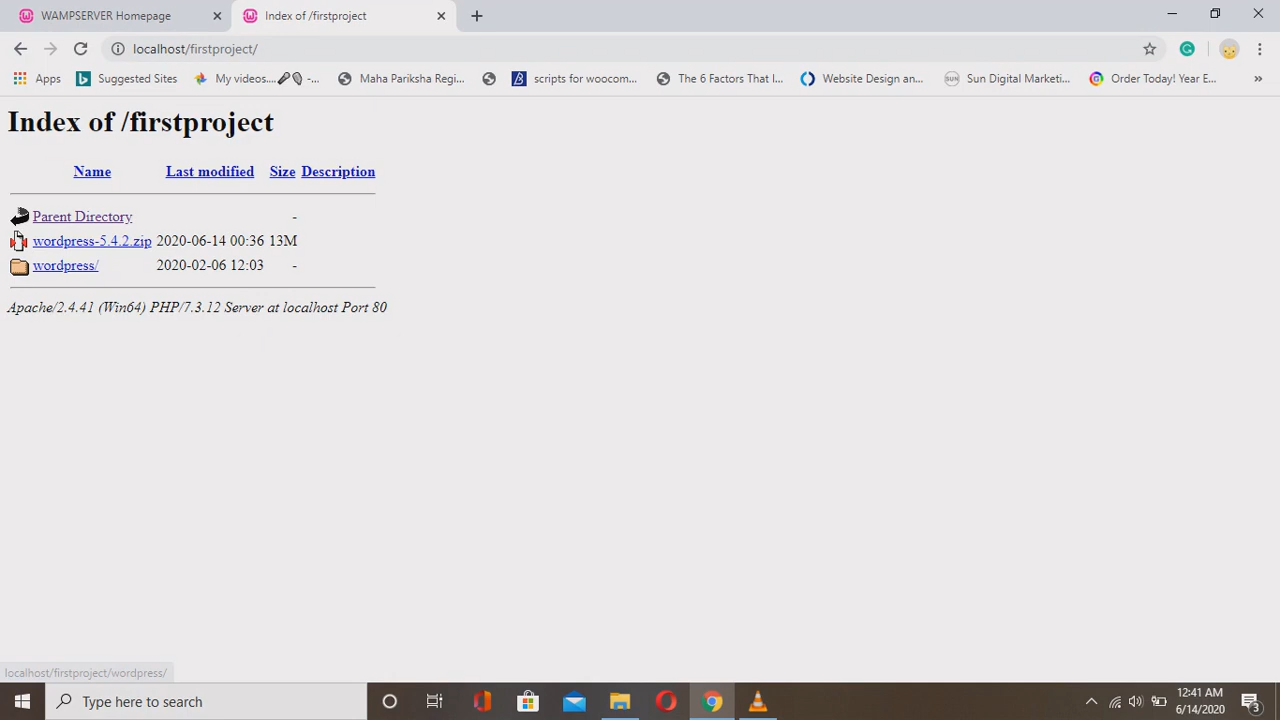 WAMPSERVER Homepage
Index of /firstproject
localhost/firstproject/
Apps
Suggested Sites
My videos....
Maha Pariksha Regi...
scripts for woocom...
The 6 Factors That I...
Website Design an...
SUN
Sun Digital Marketi...
Order Today! Year E...
Index of /firstproject
Name Last modified Size Description
Parent Directory -
wordpress-5.4.2.zip 2020-06-14 00:36 13M
wordpress/ 2020-02-06 12:03 -
Apache/2.4.41 (Win64) PHP/7.3.12 Server at localhost Port 80
localhost/firstproject/wordpress/
Type here to search
12:41 AM
6/14/2020
3